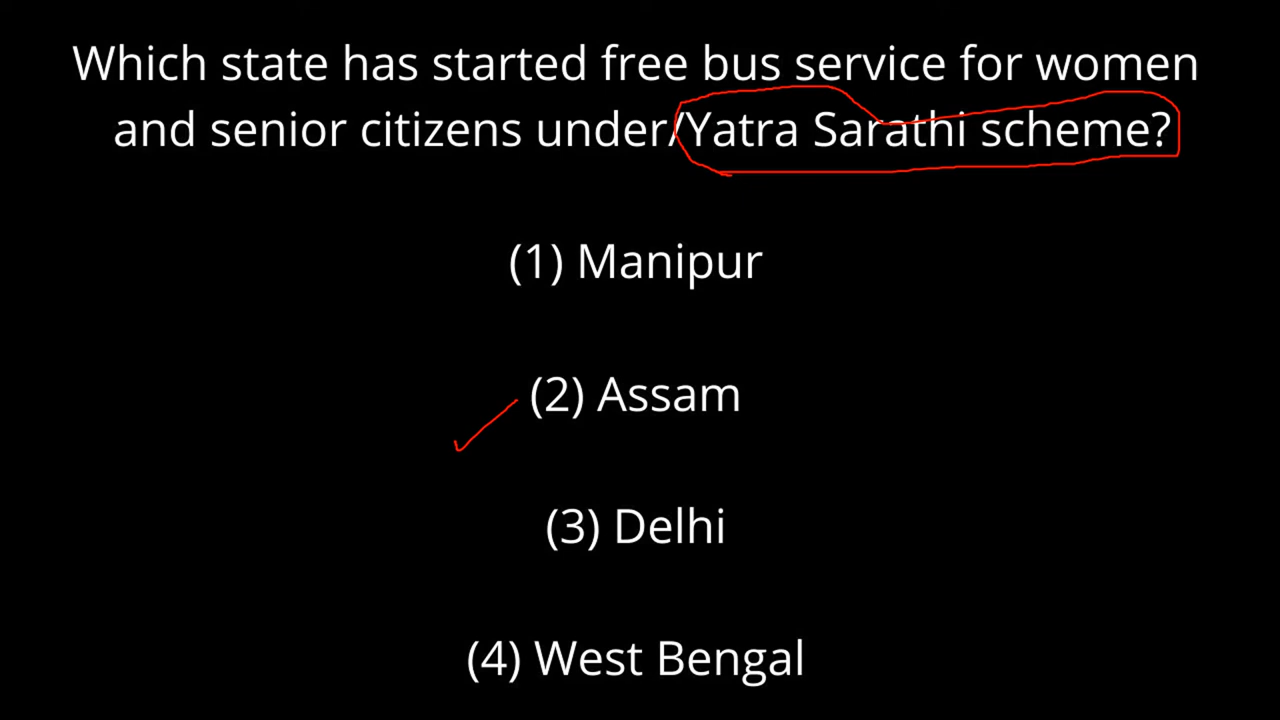 Which state has started free bus service for women
and senior citizens under/Yatra Sarathi scheme?
(1) Manipur
(2) Assam
(3) Delhi
(4) West Bengal